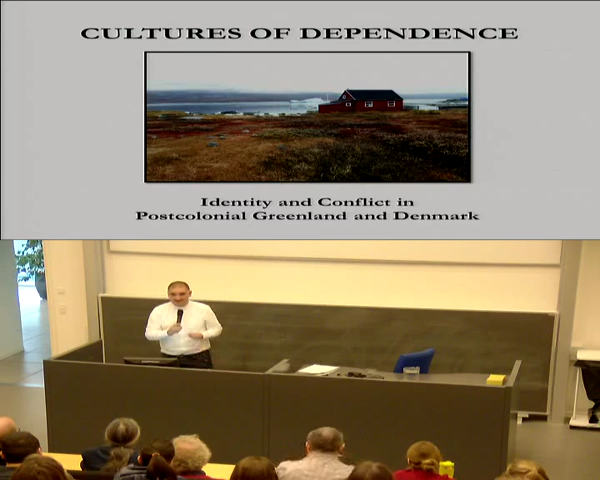 CULTURES OF DEPENDENCE
Identity and Conflict in
Postcolonial Greenland and Denmark